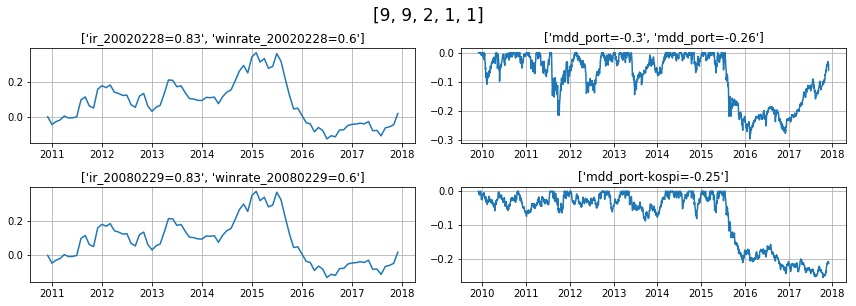 [9, 9, 2, 1, 1]
['ir_20020228=0.83', 'winrate_20020228=0.6']
0.2
0.0
2011 2012 2013 2014 2015 2016 2017 2018
['mdd_port=-0.3', 'mdd_port=-0.26']
0.0
−0.1
−0.2
−0.3
2010 2011 2012 2013 2014 2015 2016 2017 2018
['ir_20080229=0.83', 'winrate_20080229=0.6']
0.2
0.0
2011 2012 2013 2014 2015 2016 2017 2018
['mdd_port-kospi=-0.25']
0.0
−0.1
−0.2
2010 2011 2012 2013 2014 2015 2016 2017 2018